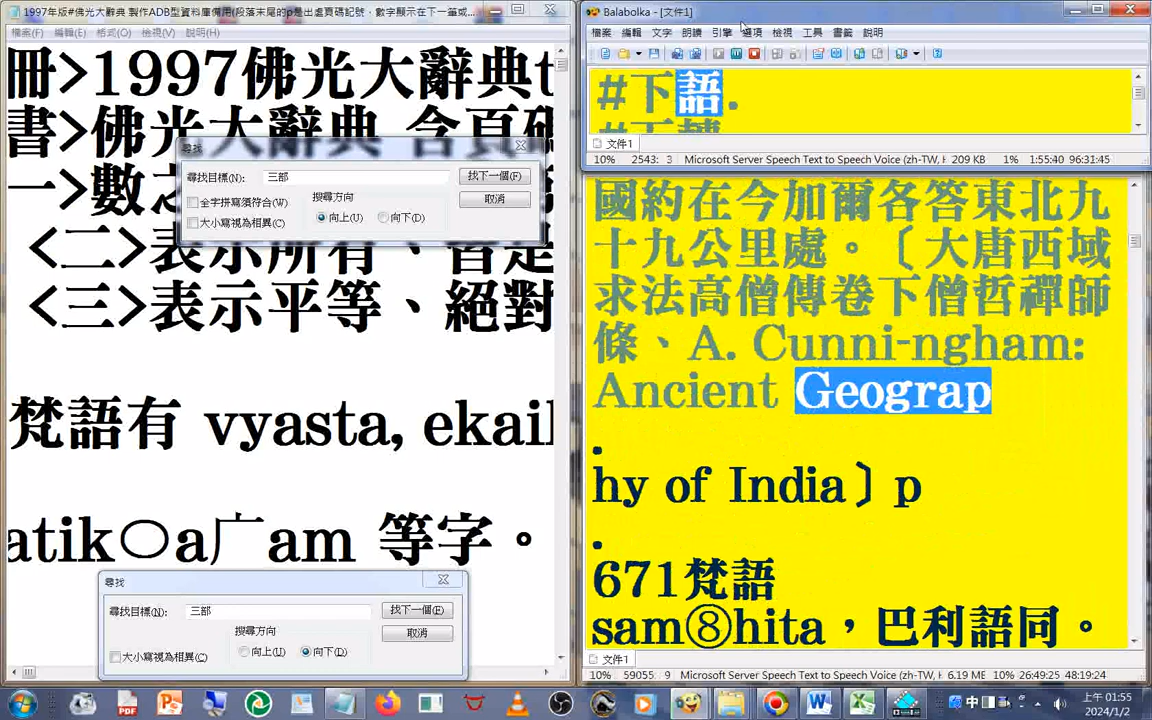 1997年版#佛光大辭典 製作ADB型資料庫備用(段落末尾的p是出處頁碼記號、數字顯示在下一筆或...
檔案(F) 編輯(E) 格式(O) 檢視(V) 說明(H)
冊>1997佛光大辭典t
書>佛光大辭典 含頁碼
一>數之
<二>表示所有、皆是
<三>表示平等、絕對
梵語有 vyasta, ekail
atik〇a广am 等字。
尋找
尋找目標(N): 三部
找下一個(F)
全字拼寫須符合(W)
搜尋方向
取消
大小寫視為相異(C)
向上(U) 向下(D)
尋找
尋找目標(N): 三部
找下一個(F)
搜尋方向
取消
大小寫視為相異(C)
向上(U) 向下(D)
Balabolka - [文件1]
檔案 編輯 文字 朗讀 引擎 選項 檢視 工具 書籤 說明
#下語.
#下轉
文件1
10% 2543: 3 Microsoft Server Speech Text to Speech Voice (zh-TW, H 209 KB 1% 1:55:40 96:31:45
國約在今加爾各答東北九
十九公里處。〔大唐西域
求法高僧傳卷下僧哲禪師
條、A. Cunni-ngham:
Ancient Geograp
.
hy of India〕p
.
671梵語
sam⑧hita，巴利語同。
文件1
10% 59055: 9 Microsoft Server Speech Text to Speech Voice (zh-TW, 6.19 MB 10% 26:49:25 48:19:24
中
上午 01:55
2024/1/2